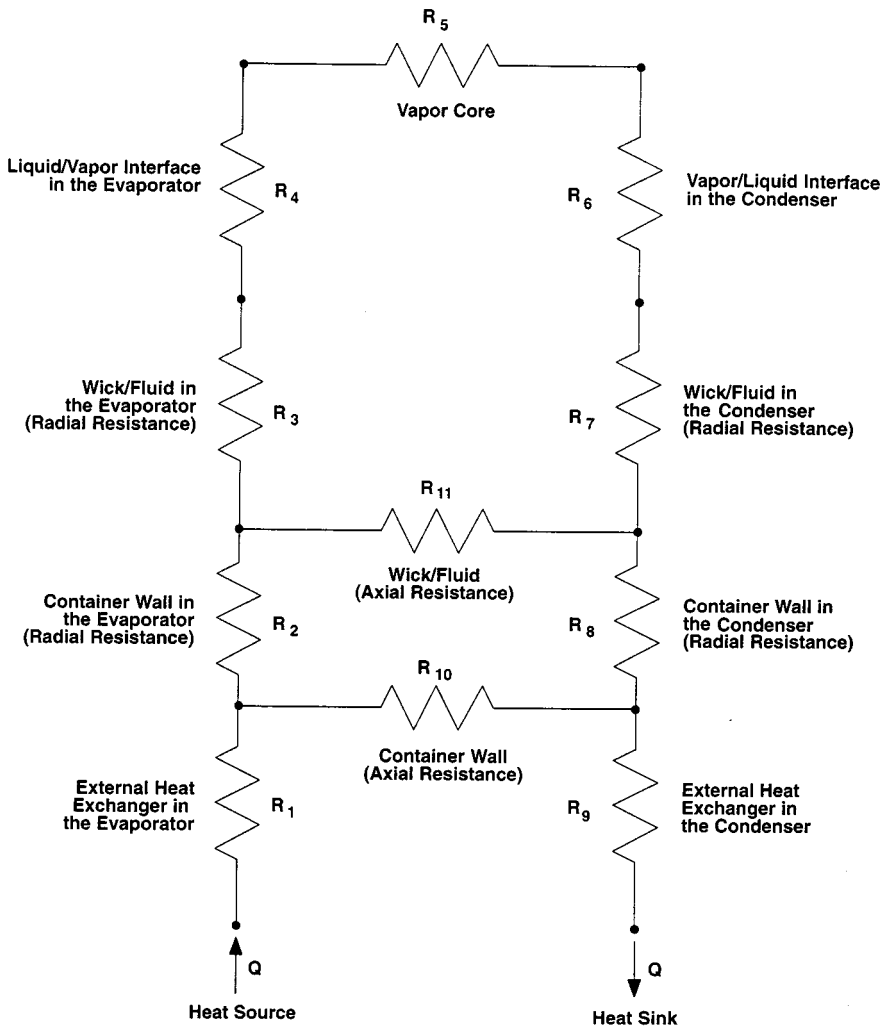 R5
Vapor Core
Liquid/Vapor Interface
in the Evaporator
R4
R6
Vapor/Liquid Interface
in the Condenser
Wick/Fluid in
the Evaporator
(Radial Resistance)
R3
R7
Wick/Fluid in
the Condenser
(Radial Resistance)
R11
Wick/Fluid
(Axial Resistance)
Container Wall in
the Evaporator
(Radial Resistance)
R2
R8
Container Wall in
the Condenser
(Radial Resistance)
R10
Container Wall
(Axial Resistance)
External Heat
Exchanger in
the Evaporator
R1
R9
External Heat
Exchanger in
the Condenser
Q
Heat Source
Q
Heat Sink